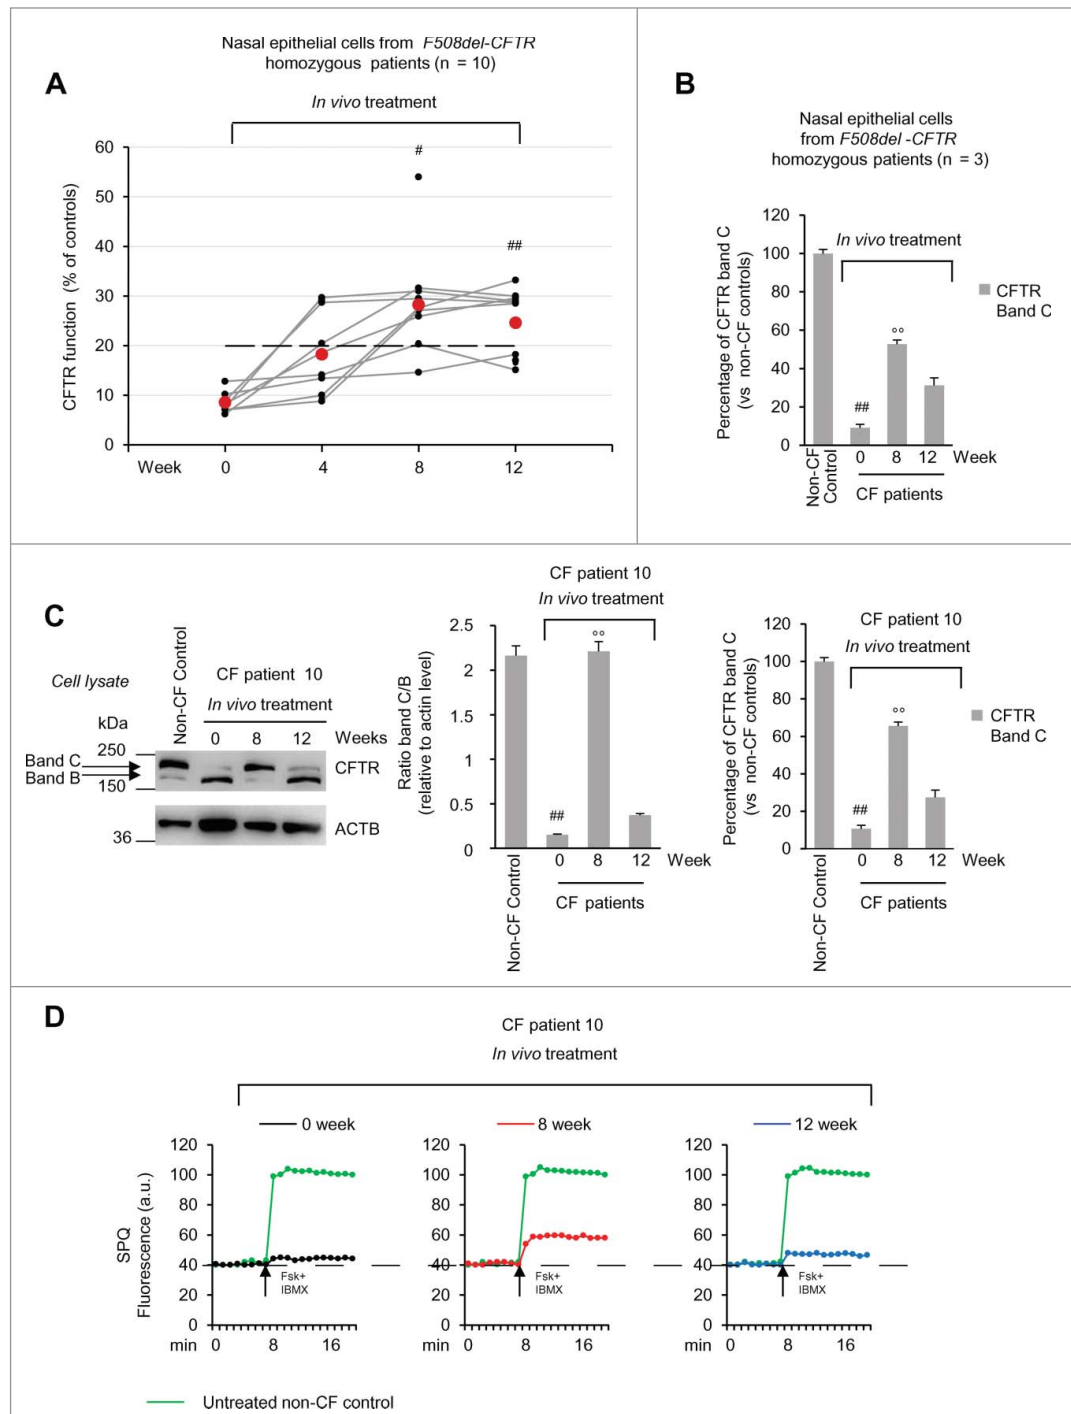 A
Nasal epithelial cells from F508del-CFTR
homozygous patients (n = 10)
In vivo treatment
CFTR function (% of controls)
60
50
40
30
20
10
0
#
##
Week 0 4 8 12
B
Nasal epithelial cells
from F508del -CFTR
homozygous patients (n = 3)
In vivo treatment
Percentage of CFTR band C
(vs non-CF controls)
120
100
80
60
40
20
0
##
°°
CFTR
Band C
Non-CF
Control
0 8 12 Week
CF patients
C
Cell lysate
kDa
250
150
36
Band C
Band B
Non-CF Control
CF patient 10
In vivo treatment
0 8 12 Weeks
CFTR
ACTB
CF patient 10
In vivo treatment
Ratio band C/B
(relative to actin level)
2.5
2
1.5
1
0.5
0
##
°°
Non-CF Control
0 8 12 Week
CF patients
CF patient 10
In vivo treatment
Percentage of CFTR band C
(vs non-CF controls)
120
100
80
60
40
20
0
##
°°
CFTR
Band C
Non-CF Control
0 8 12 Week
CF patients
D
CF patient 10
In vivo treatment
SPQ
Fluorescence (a.u.)
0 week
120
100
80
60
40
20
0
Fsk+
IBMX
min 0 8 16
8 week
120
100
80
60
40
20
0
Fsk+
IBMX
min 0 8 16
12 week
120
100
80
60
40
20
0
Fsk+
IBMX
min 0 8 16
Untreated non-CF control